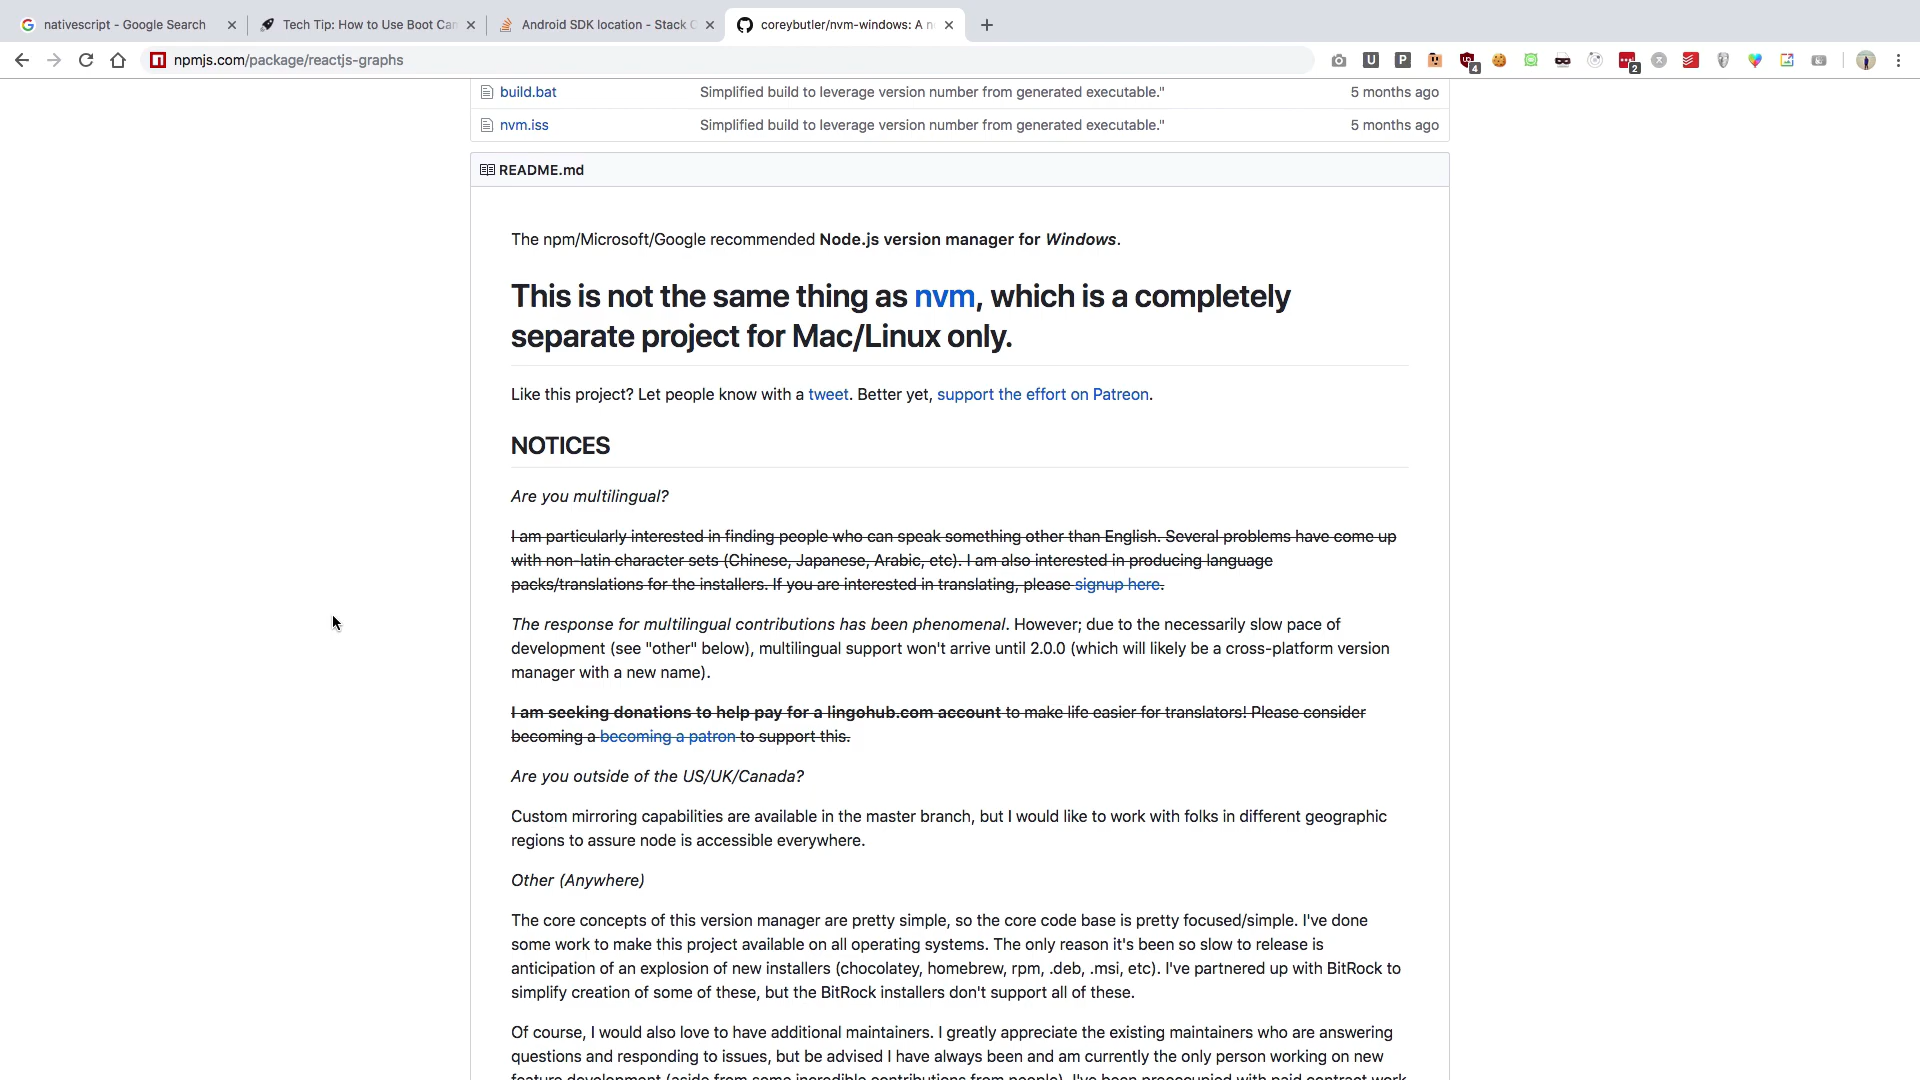 nativescript - Google Search
Tech Tip: How to Use Boot Cam
Android SDK location - Stack O
coreybutler/nvm-windows: A n
npmjs.com/package/reactjs-graphs
U
P
4
2
build.bat Simplified build to leverage version number from generated executable." 5 months ago
nvm.iss Simplified build to leverage version number from generated executable." 5 months ago
README.md
The npm/Microsoft/Google recommended Node.js version manager for Windows.
This is not the same thing as nvm, which is a completely
separate project for Mac/Linux only.
Like this project? Let people know with a tweet. Better yet, support the effort on Patreon.
NOTICES
Are you multilingual?
I am particularly interested in finding people who can speak something other than English. Several problems have come up
with non-latin character sets (Chinese, Japanese, Arabic, etc). I am also interested in producing language
packs/translations for the installers. If you are interested in translating, please signup here.
The response for multilingual contributions has been phenomenal. However; due to the necessarily slow pace of
development (see "other" below), multilingual support won't arrive until 2.0.0 (which will likely be a cross-platform version
manager with a new name).
I am seeking donations to help pay for a lingohub.com account to make life easier for translators! Please consider
becoming a becoming a patron to support this.
Are you outside of the US/UK/Canada?
Custom mirroring capabilities are available in the master branch, but I would like to work with folks in different geographic
regions to assure node is accessible everywhere.
Other (Anywhere)
The core concepts of this version manager are pretty simple, so the core code base is pretty focused/simple. I've done
some work to make this project available on all operating systems. The only reason it's been so slow to release is
anticipation of an explosion of new installers (chocolatey, homebrew, rpm, .deb, .msi, etc). I've partnered up with BitRock to
simplify creation of some of these, but the BitRock installers don't support all of these.
Of course, I would also love to have additional maintainers. I greatly appreciate the existing maintainers who are answering
questions and responding to issues, but be advised I have always been and am currently the only person working on new
feature development (aside from some incredible contributions from people). I've been preoccupied with paid contract work